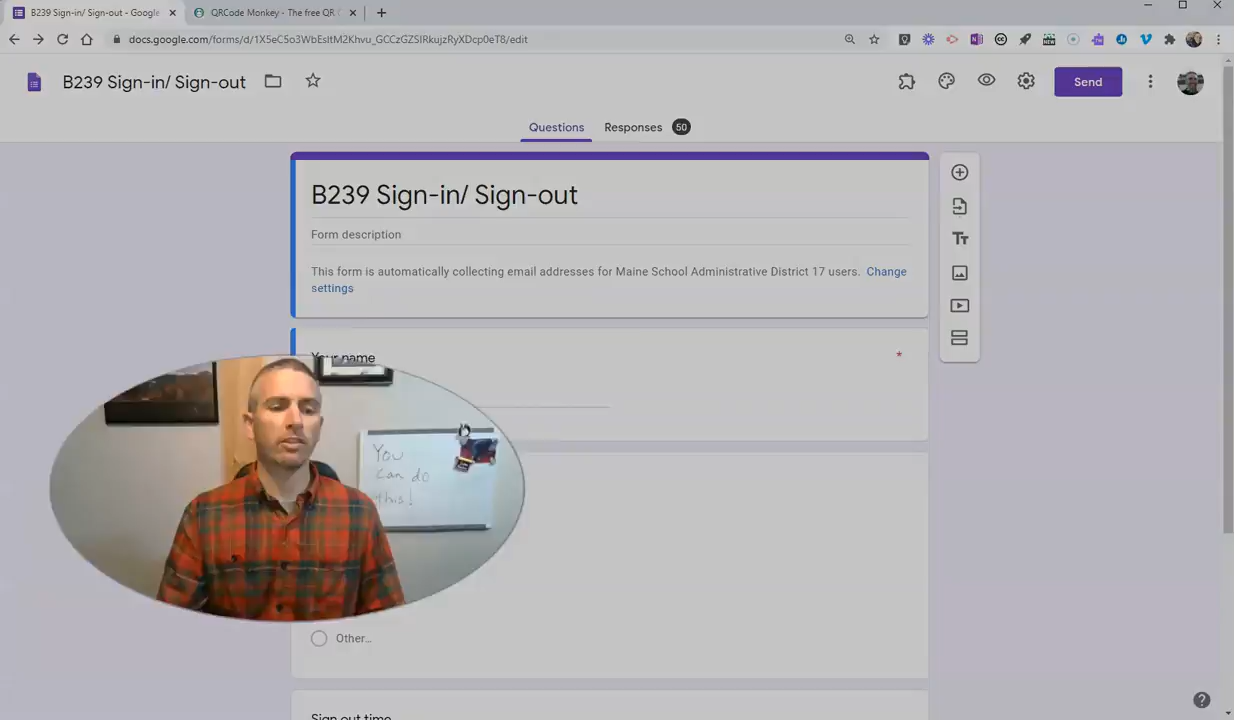 B239 Sign-in/ Sign-out - Google
QRCode Monkey - The free QR
docs.google.com/forms/d/1X5eC5o3WbEsItM2Khvu_GCCzGZSIRkujzRyXDcp0eT8/edit
B239 Sign-in/ Sign-out
Send
Questions
Responses 50
B239 Sign-in/ Sign-out
Form description
This form is automatically collecting email addresses for Maine School Administrative District 17 users. Change
settings
Your name
*
You
can do
this!
Other...
Sign out time